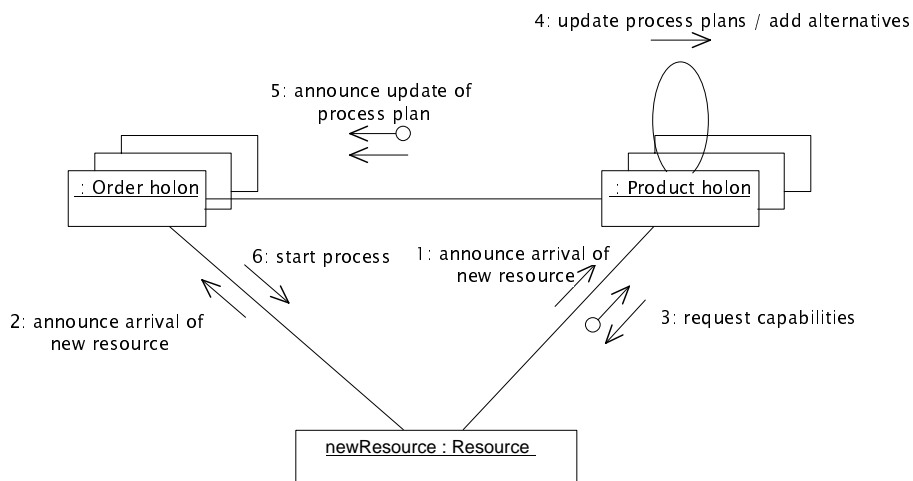 4: update process plans / add alternatives
5: announce update of
process plan
: Order holon
: Product holon
6: start process
1: announce arrival of
new resource
2: announce arrival of
new resource
3: request capabilities
newResource : Resource